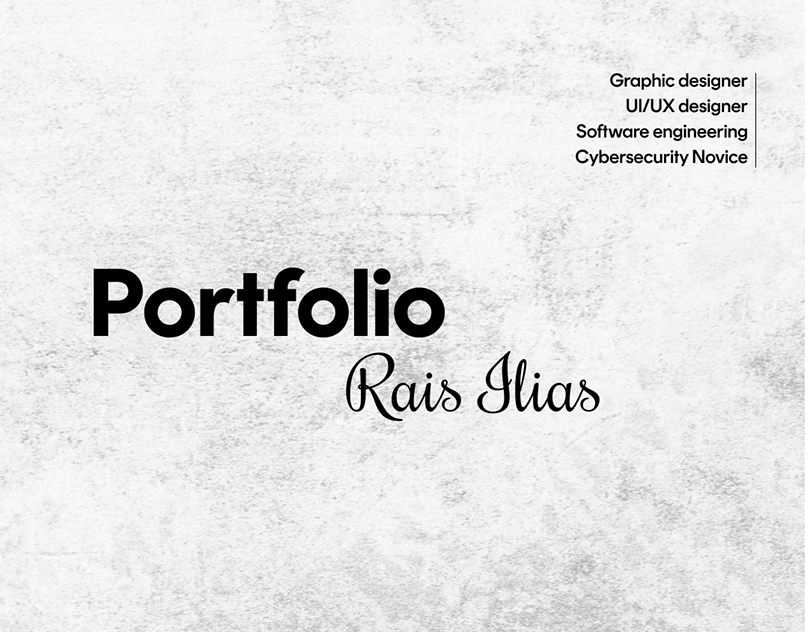 Graphic designer
UI/UX designer
Software engineering
Cybersecurity Novice
Portfolio
Rais Ilias